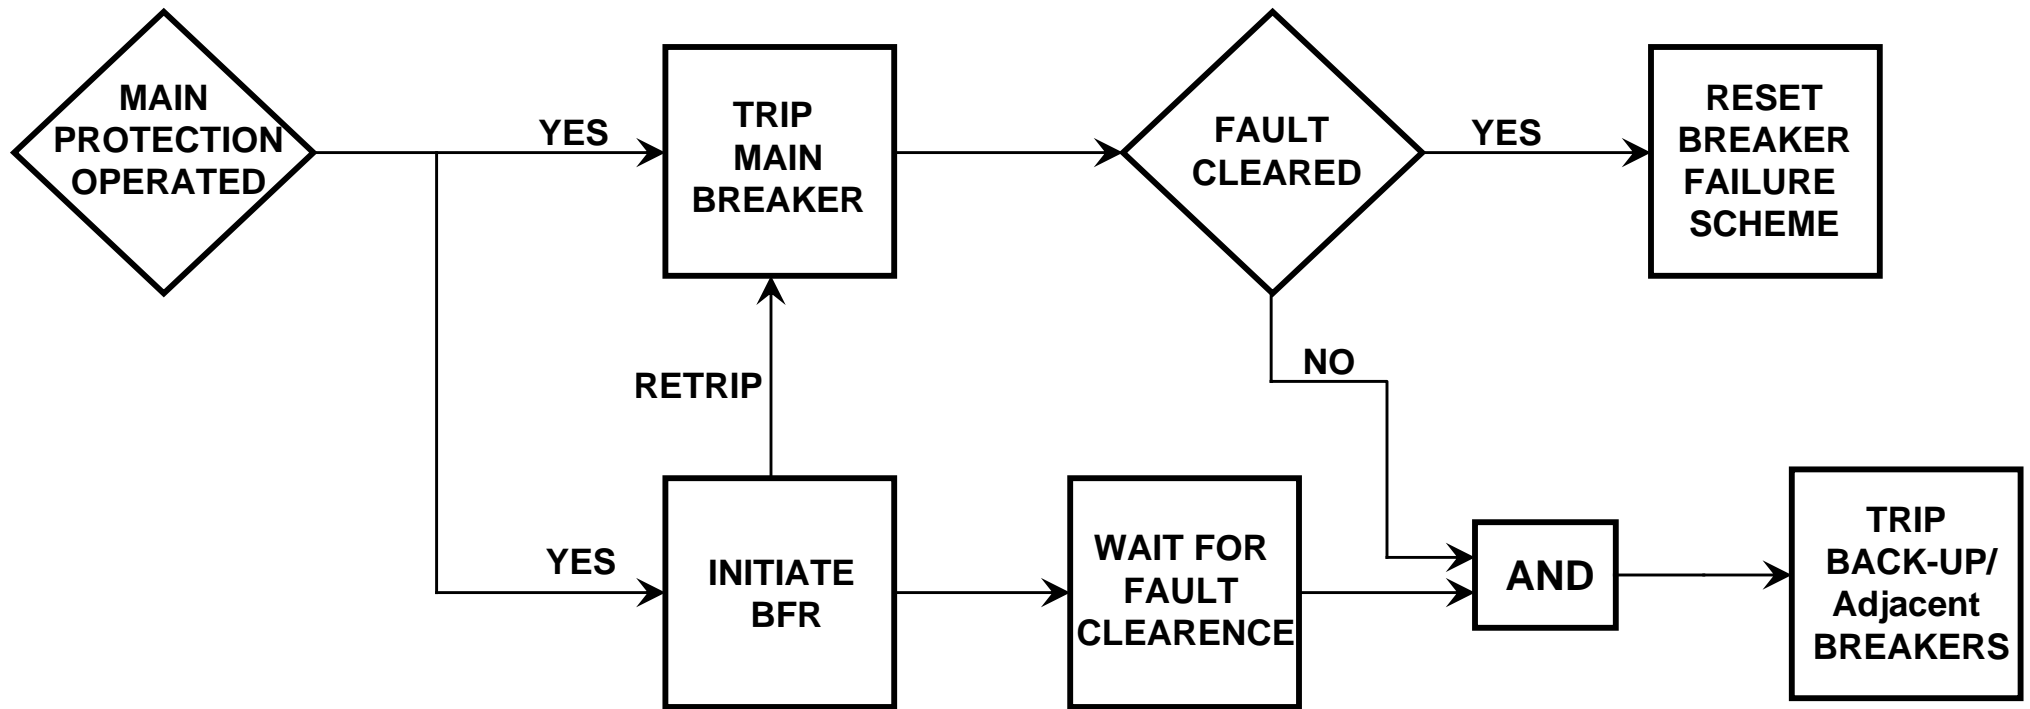 MAIN
PROTECTION
OPERATED
YES
TRIP
MAIN
BREAKER
FAULT
CLEARED
YES
RESET
BREAKER
FAILURE
SCHEME
RETRIP
NO
YES
INITIATE
BFR
WAIT FOR
FAULT
CLEARENCE
AND
TRIP
BACK-UP/
Adjacent
BREAKERS